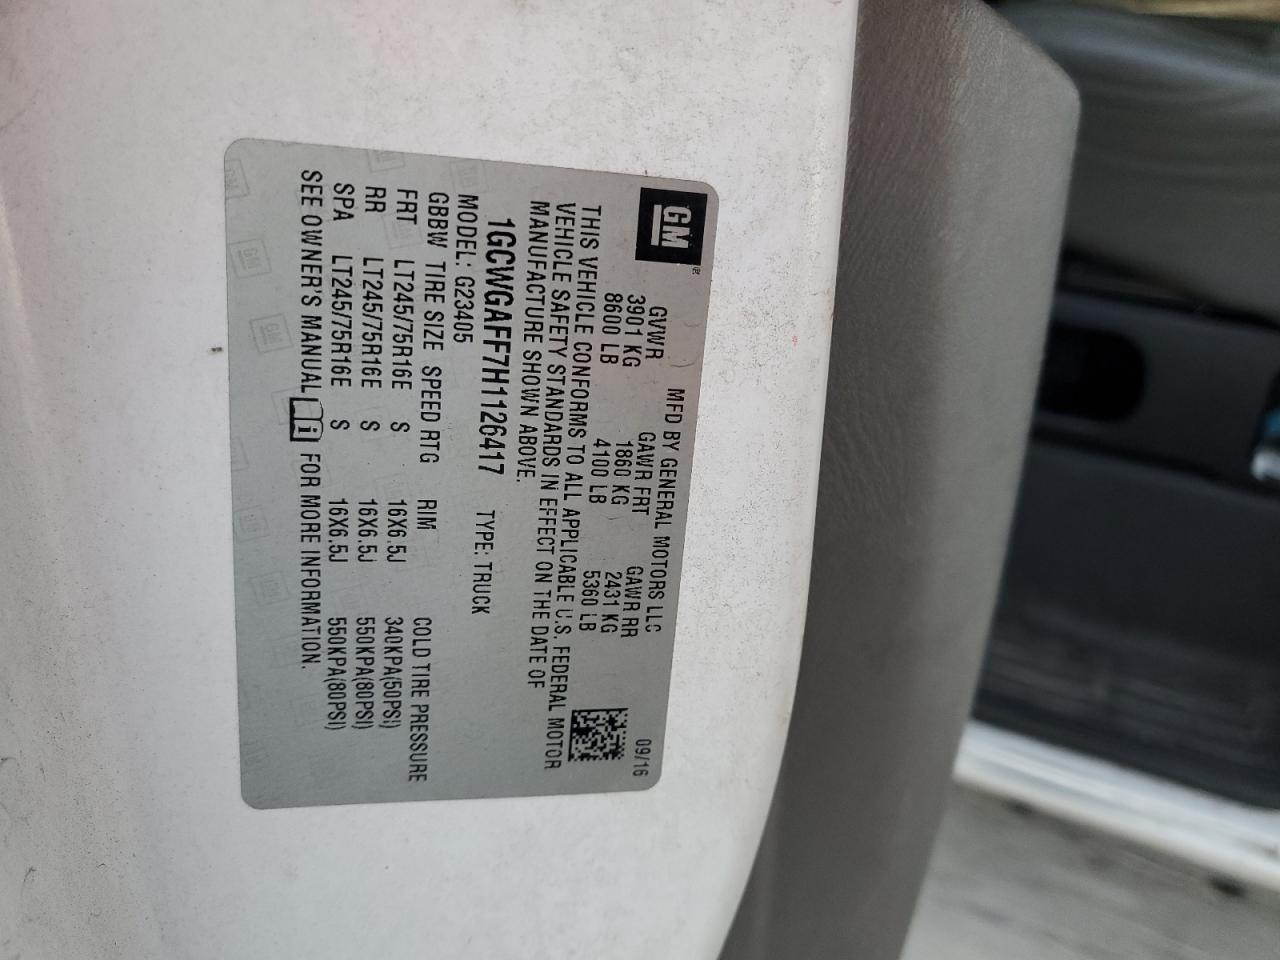 GM
MFD BY GENERAL MOTORS LLC 09/16
GVWR GAWR FRT GAWR RR
3901 KG 1860 KG 2431 KG
8600 LB 4100 LB 5360 LB
THIS VEHICLE CONFORMS TO ALL APPLICABLE U.S. FEDERAL MOTOR
VEHICLE SAFETY STANDARDS IN EFFECT ON THE DATE OF
MANUFACTURE SHOWN ABOVE.
1GCWGAFF7H1126417 TYPE: TRUCK
MODEL: G23405
GBBW TIRE SIZE SPEED RTG RIM COLD TIRE PRESSURE
FRT LT245/75R16E S 16X6.5J 340KPA(50PSI)
RR LT245/75R16E S 16X6.5J 550KPA(80PSI)
SPA LT245/75R16E S 16X6.5J 550KPA(80PSI)
SEE OWNER'S MANUAL i FOR MORE INFORMATION.